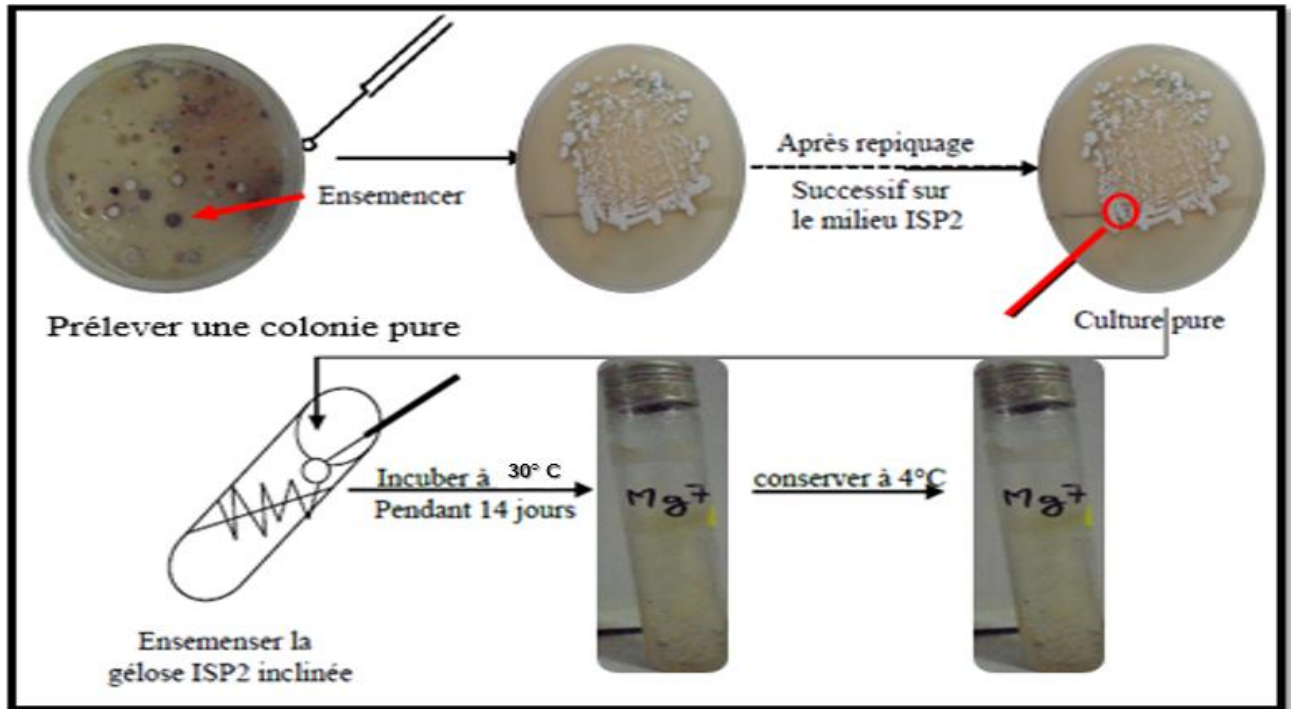 Ensemencer
Après repiquage
Successif sur
le milieu ISP2
Prélever une colonie pure
Culture pure
Incuber à 30° C
Pendant 14 jours
Mg7
conserver à 4°C
Mg7
Ensemenser la
gélose ISP2 inclinée